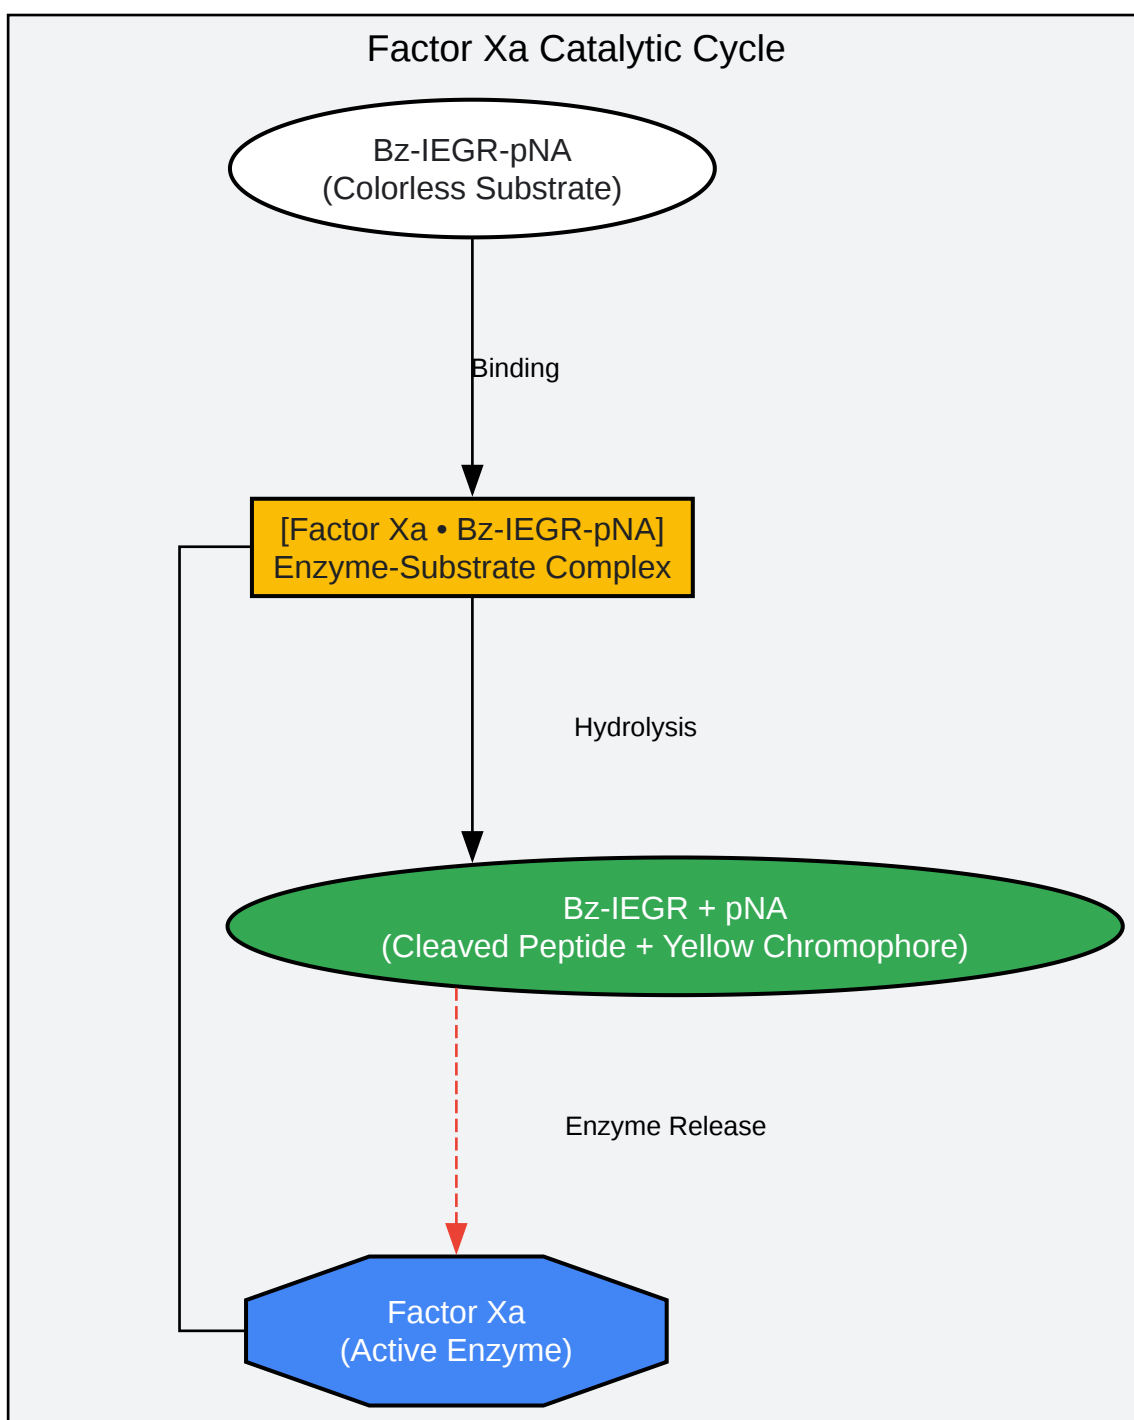 Factor Xa Catalytic Cycle
Bz-IEGR-pNA
(Colorless Substrate)
Binding
[Factor Xa • Bz-IEGR-pNA]
Enzyme-Substrate Complex
Hydrolysis
Bz-IEGR + pNA
(Cleaved Peptide + Yellow Chromophore)
Enzyme Release
Factor Xa
(Active Enzyme)